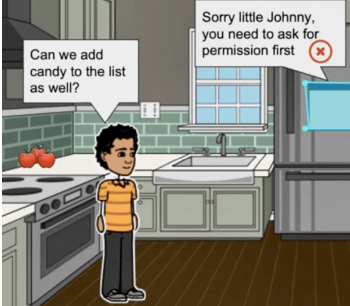 Can we add
candy to the list
as well?
Sorry little Johnny,
you need to ask for
permission first